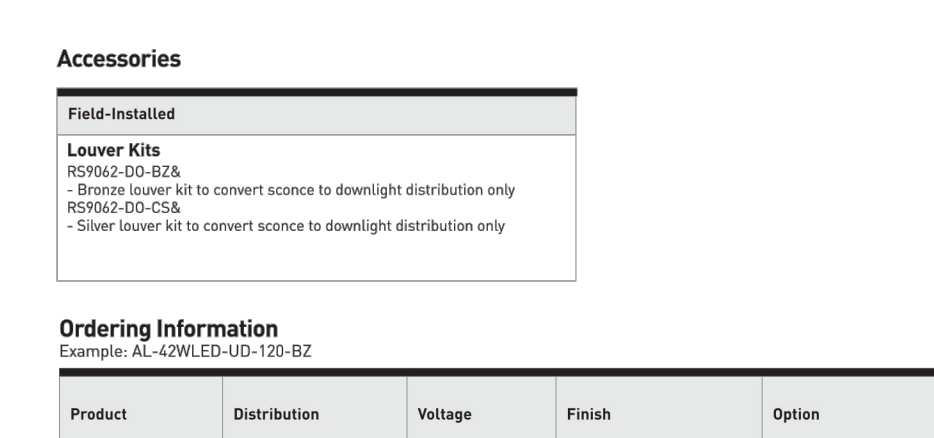 Accessories
Field-Installed
Louver Kits
RS9062-DO-BZ&
- Bronze louver kit to convert sconce to downlight distribution only
RS9062-DO-CS&
- Silver louver kit to convert sconce to downlight distribution only
Ordering Information
Example: AL-42WLED-UD-120-BZ
Product Distribution Voltage Finish Option